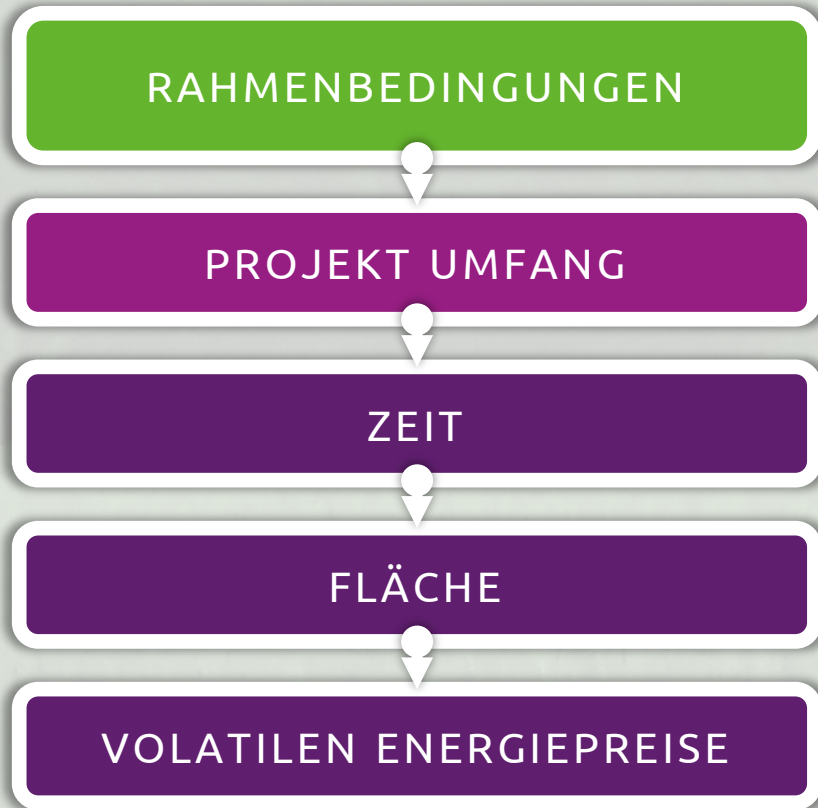 RAHMENBEDINGUNGEN
PROJEKT UMFANG
ZEIT
FLÄCHE
VOLATILEN ENERGIEPREISE